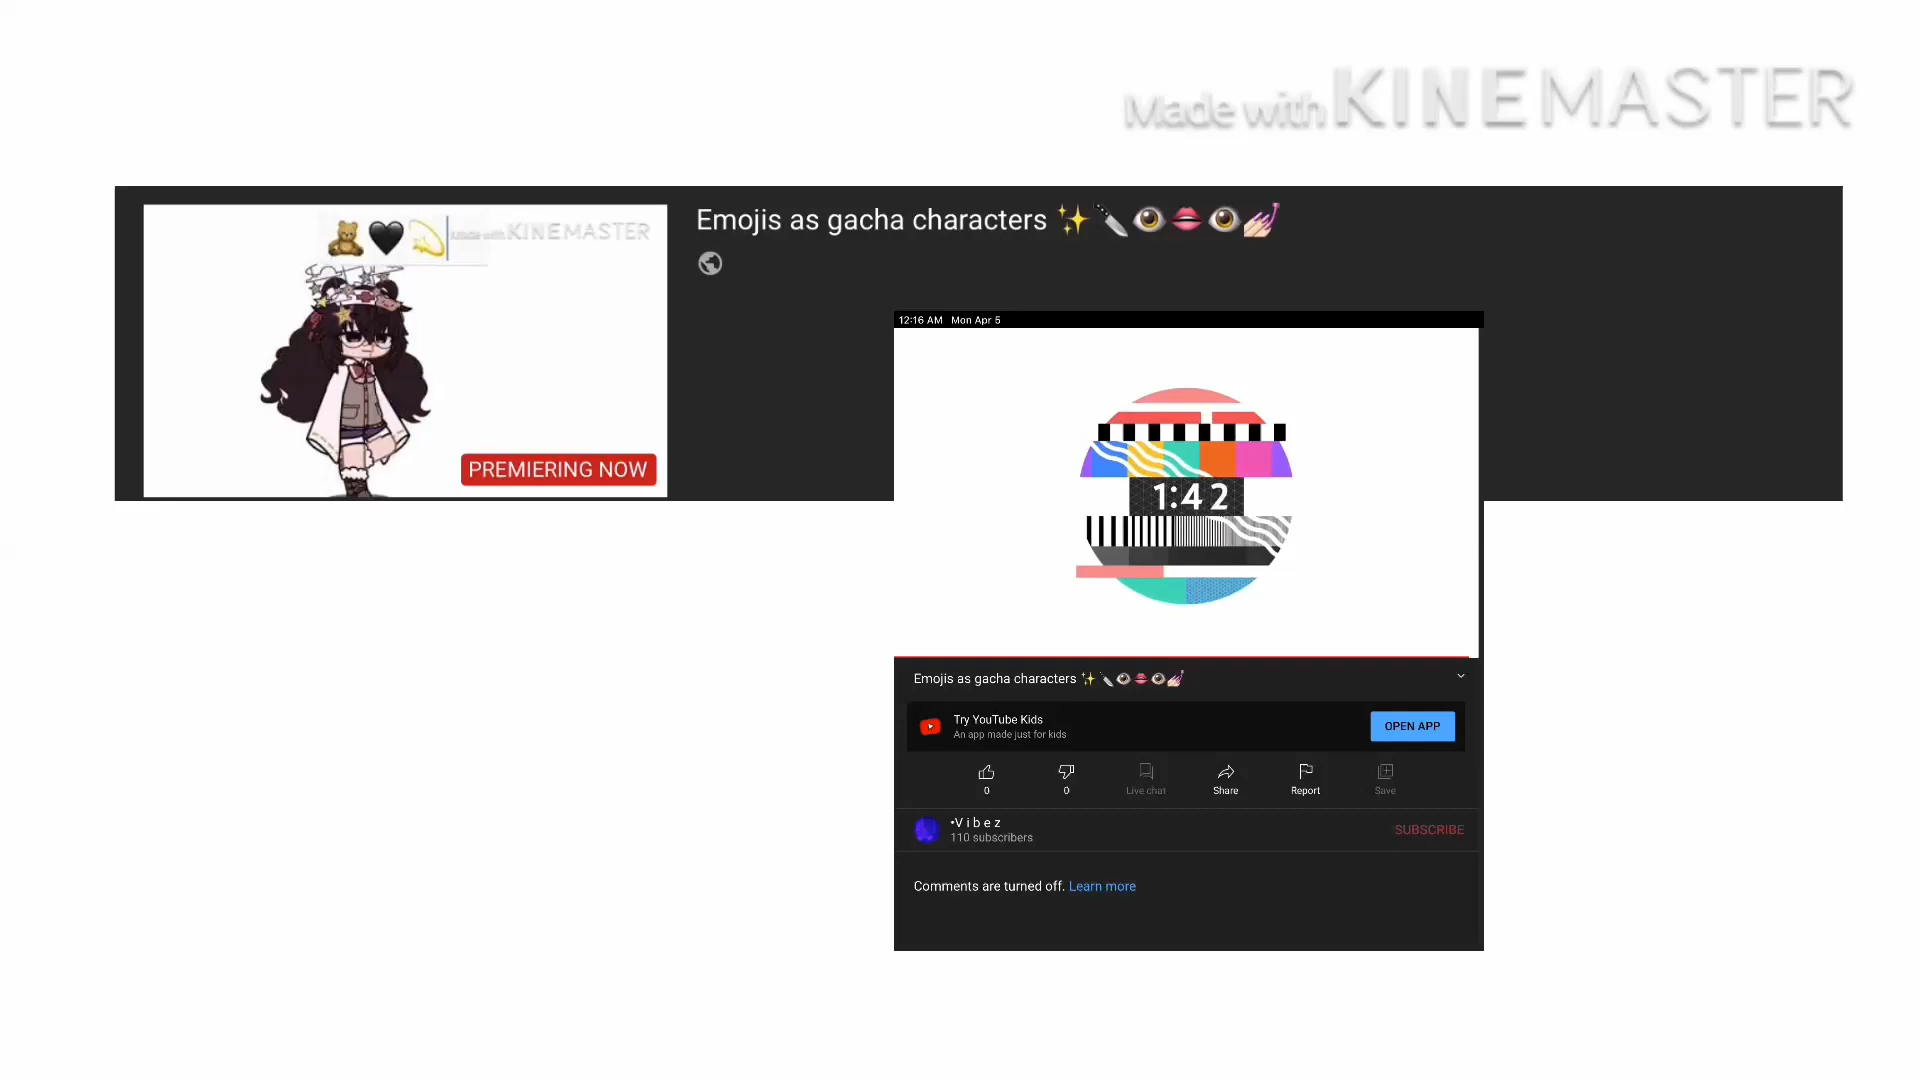 Made with KINEMASTER
🧸🖤💫 Made with KINEMASTER
PREMIERING NOW
Emojis as gacha characters ✨🔪👁👄👁💅🏻
12:16 AM Mon Apr 5
1:42
Emojis as gacha characters ✨🔪👁👄👁💅🏻
Try YouTube Kids
An app made just for kids
OPEN APP
0 0 Live chat Share Report Save
•V i b e z
110 subscribers
SUBSCRIBE
Comments are turned off. Learn more